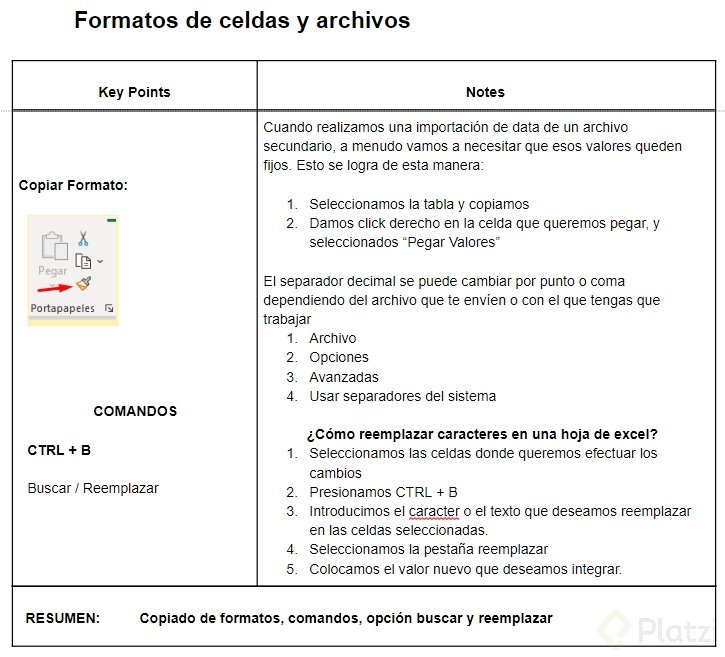 Formatos de celdas y archivos
Key Points
Notes
Copiar Formato:
Pegar
Portapapeles
COMANDOS
CTRL + B
Buscar / Reemplazar
Cuando realizamos una importación de data de un archivo
secundario, a menudo vamos a necesitar que esos valores queden
fijos. Esto se logra de esta manera:
1. Seleccionamos la tabla y copiamos
2. Damos click derecho en la celda que queremos pegar, y
seleccionados “Pegar Valores”
El separador decimal se puede cambiar por punto o coma
dependiendo del archivo que te envíen o con el que tengas que
trabajar
1. Archivo
2. Opciones
3. Avanzadas
4. Usar separadores del sistema
¿Cómo reemplazar caracteres en una hoja de excel?
1. Seleccionamos las celdas donde queremos efectuar los
cambios
2. Presionamos CTRL + B
3. Introducimos el caracter o el texto que deseamos reemplazar
en las celdas seleccionadas.
4. Seleccionamos la pestaña reemplazar
5. Colocamos el valor nuevo que deseamos integrar.
RESUMEN: Copiado de formatos, comandos, opción buscar y reemplazar
Platzi